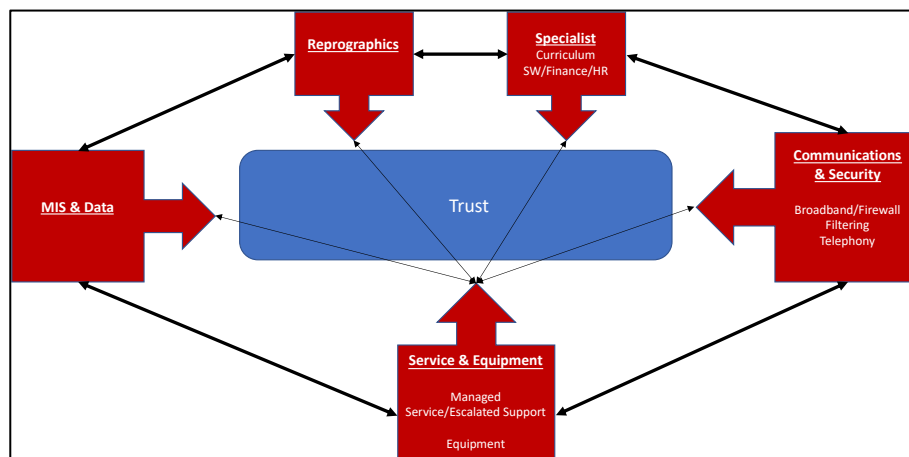 Reprographics
Specialist
Curriculum
SW/Finance/HR
MIS & Data
Trust
Communications
& Security
Broadband/Firewall
Filtering
Telephony
Service & Equipment
Managed
Service/Escalated Support
Equipment